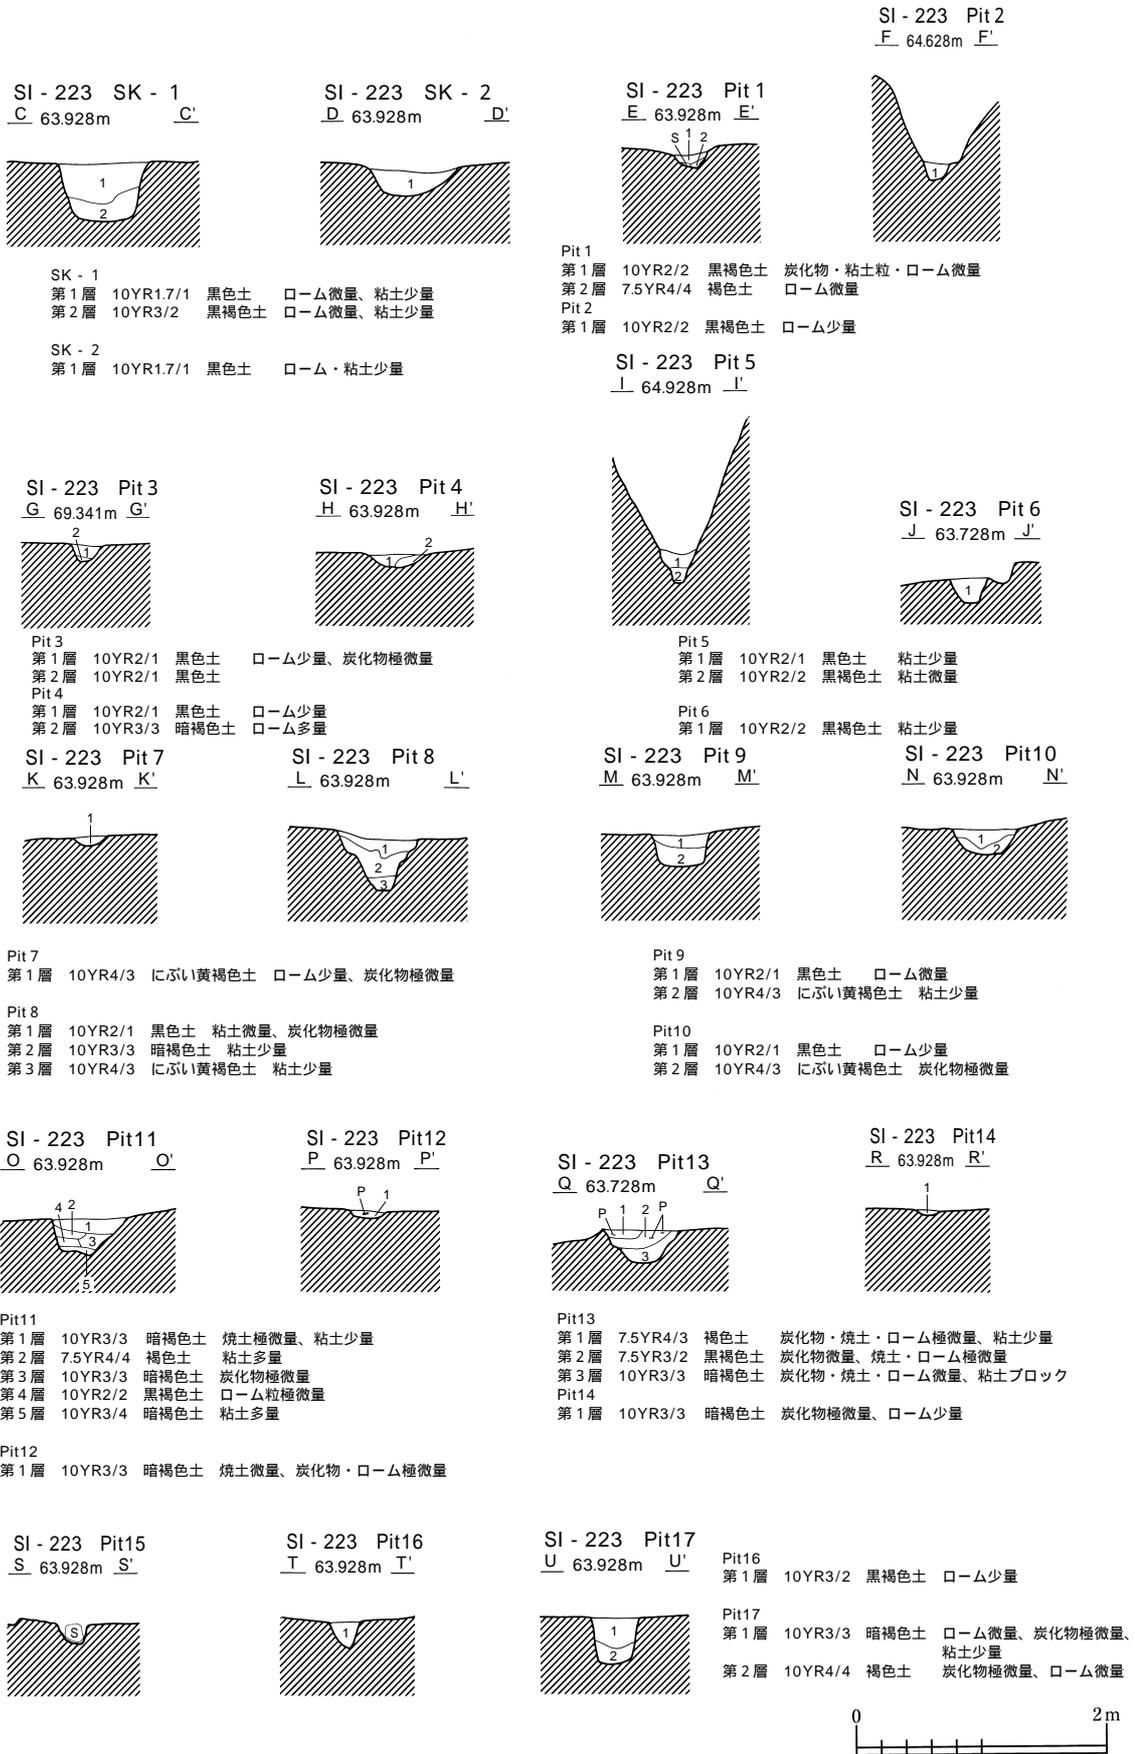 SI - 223 Pit 2
F 64.628m F'
1
SI - 223 SK - 1
C 63.928m C'
1
2
SI - 223 SK - 2
D 63.928m D'
1
SI - 223 Pit 1
E 63.928m E'
S 1 2
SK - 1
第1層 10YR1.7/1 黒色土 ローム微量、粘土少量
第2層 10YR3/2 黒褐色土 ローム微量、粘土少量
SK - 2
第1層 10YR1.7/1 黒色土 ローム・粘土少量
Pit 1
第1層 10YR2/2 黒褐色土 炭化物・粘土粒・ローム微量
第2層 7.5YR4/4 褐色土 ローム微量
Pit 2
第1層 10YR2/2 黒褐色土 ローム少量
SI - 223 Pit 3
G 69.341m G'
2
1
SI - 223 Pit 4
H 63.928m H'
2
1
SI - 223 Pit 5
I 64.928m I'
1
2
SI - 223 Pit 6
J 63.728m J'
1
Pit 3
第1層 10YR2/1 黒色土 ローム少量、炭化物極微量
第2層 10YR2/1 黒色土
Pit 4
第1層 10YR2/1 黒色土 ローム少量
第2層 10YR3/3 暗褐色土 ローム多量
Pit 5
第1層 10YR2/1 黒色土 粘土少量
第2層 10YR2/2 黒褐色土 粘土微量
Pit 6
第1層 10YR2/2 黒褐色土 粘土少量
SI - 223 Pit 7
K 63.928m K'
1
SI - 223 Pit 8
L 63.928m L'
1
2
3
SI - 223 Pit 9
M 63.928m M'
1
2
SI - 223 Pit10
N 63.928m N'
1
2
Pit 7
第1層 10YR4/3 にぶい黄褐色土 ローム少量、炭化物極微量
Pit 8
第1層 10YR2/1 黒色土 粘土微量、炭化物極微量
第2層 10YR3/3 暗褐色土 粘土少量
第3層 10YR4/3 にぶい黄褐色土 粘土少量
Pit 9
第1層 10YR2/1 黒色土 ローム微量
第2層 10YR4/3 にぶい黄褐色土 粘土少量
Pit10
第1層 10YR2/1 黒色土 ローム少量
第2層 10YR4/3 にぶい黄褐色土 炭化物極微量
SI - 223 Pit11
O 63.928m O'
4 2
1
3
5
SI - 223 Pit12
P 63.928m P'
P 1
SI - 223 Pit13
Q 63.728m Q'
P 1 2 P
3
SI - 223 Pit14
R 63.928m R'
1
Pit11
第1層 10YR3/3 暗褐色土 焼土極微量、粘土少量
第2層 7.5YR4/4 褐色土 粘土多量
第3層 10YR3/3 暗褐色土 炭化物極微量
第4層 10YR2/2 黒褐色土 ローム粒極微量
第5層 10YR3/4 暗褐色土 粘土多量
Pit12
第1層 10YR3/3 暗褐色土 焼土微量、炭化物・ローム極微量
Pit13
第1層 7.5YR4/3 褐色土 炭化物・焼土・ローム極微量、粘土少量
第2層 7.5YR3/2 黒褐色土 炭化物微量、焼土・ローム極微量
第3層 10YR3/3 暗褐色土 炭化物・焼土・ローム微量、粘土ブロック
Pit14
第1層 10YR3/3 暗褐色土 炭化物極微量、ローム少量
SI - 223 Pit15
S 63.928m S'
S
SI - 223 Pit16
T 63.928m T'
1
SI - 223 Pit17
U 63.928m U'
1
2
Pit16
第1層 10YR3/2 黒褐色土 ローム少量
Pit17
第1層 10YR3/3 暗褐色土 ローム微量、炭化物極微量、
粘土少量
第2層 10YR4/4 褐色土 炭化物極微量、ローム微量
0 2m